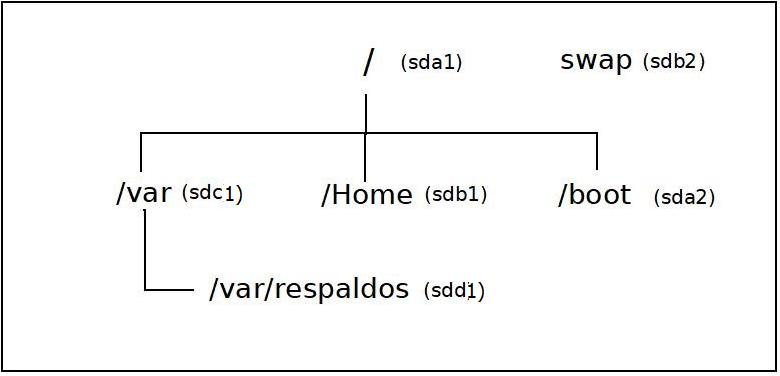 / (sda1) swap (sdb2)
/var (sdc1) /Home (sdb1) /boot (sda2)
/var/respaldos (sdd1)